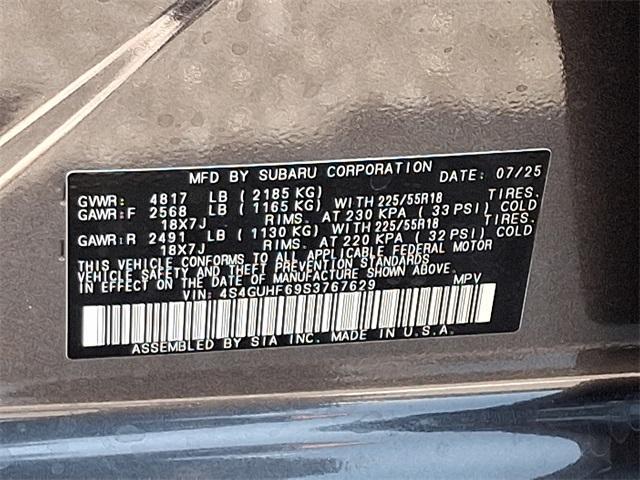 MFD BY SUBARU CORPORATION DATE: 07/25
GVWR: 4817 LB (2185 KG)
GAWR:F 2568 LB (1165 KG) WITH 225/55R18 TIRES.
18X7J RIMS. AT 230 KPA (33 PSI) COLD
GAWR:R 2491 LB (1130 KG) WITH 225/55R18 TIRES.
18X7J RIMS. AT 220 KPA (32 PSI) COLD
THIS VEHICLE CONFORMS TO ALL APPLICABLE FEDERAL MOTOR
VEHICLE SAFETY AND BUMPER STANDARDS
IN EFFECT ON THE DATE OF MANUFACTURE SHOWN ABOVE.
VIN: 4S4GUHF69S3767629 MPV
ASSEMBLED BY SIA INC. MADE IN U.S.A.